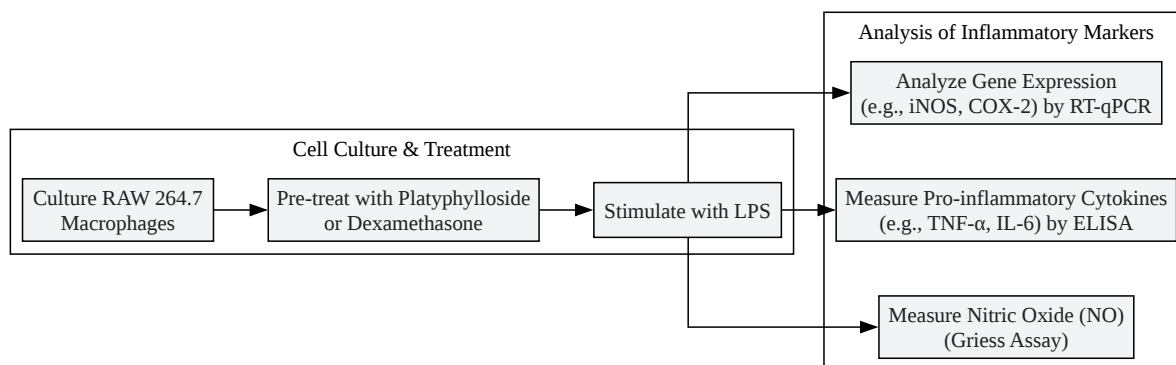 Analysis of Inflammatory Markers
Analyze Gene Expression
(e.g., iNOS, COX-2) by RT-qPCR
Cell Culture & Treatment
Culture RAW 264.7
Macrophages
Pre-treat with Platyphylloside
or Dexamethasone
Stimulate with LPS
Measure Pro-inflammatory Cytokines
(e.g., TNF-α, IL-6) by ELISA
Measure Nitric Oxide (NO)
(Griess Assay)